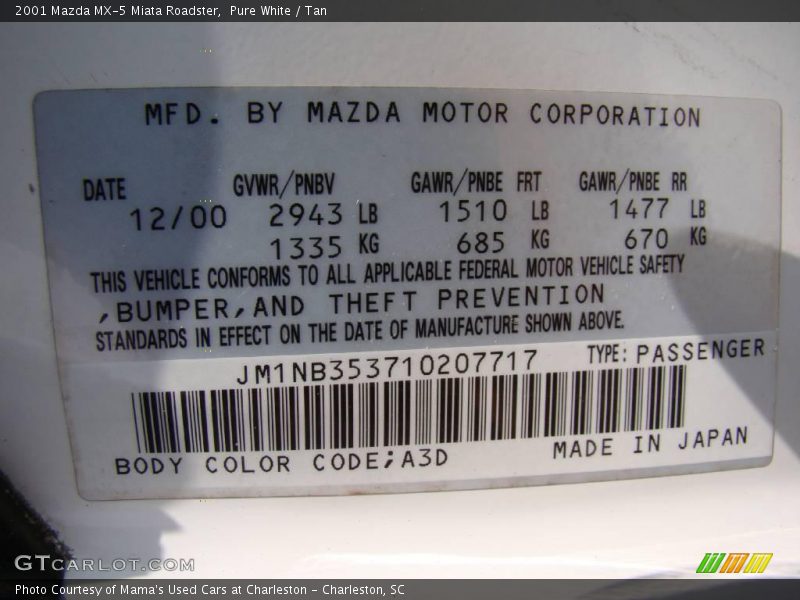 2001 Mazda MX-5 Miata Roadster,  Pure White / Tan
MFD. BY MAZDA MOTOR CORPORATION
DATE GVWR/PNBV GAWR/PNBE FRT GAWR/PNBE RR
12/00 2943 LB 1510 LB 1477 LB
1335 KG 685 KG 670 KG
THIS VEHICLE CONFORMS TO ALL APPLICABLE FEDERAL MOTOR VEHICLE SAFETY
,BUMPER,AND THEFT PREVENTION
STANDARDS IN EFFECT ON THE DATE OF MANUFACTURE SHOWN ABOVE.
JM1NB353710207717 TYPE: PASSENGER
BODY COLOR CODE;A3D MADE IN JAPAN
GTCARLOT.COM
Photo Courtesy of Mama's Used Cars at Charleston - Charleston, SC